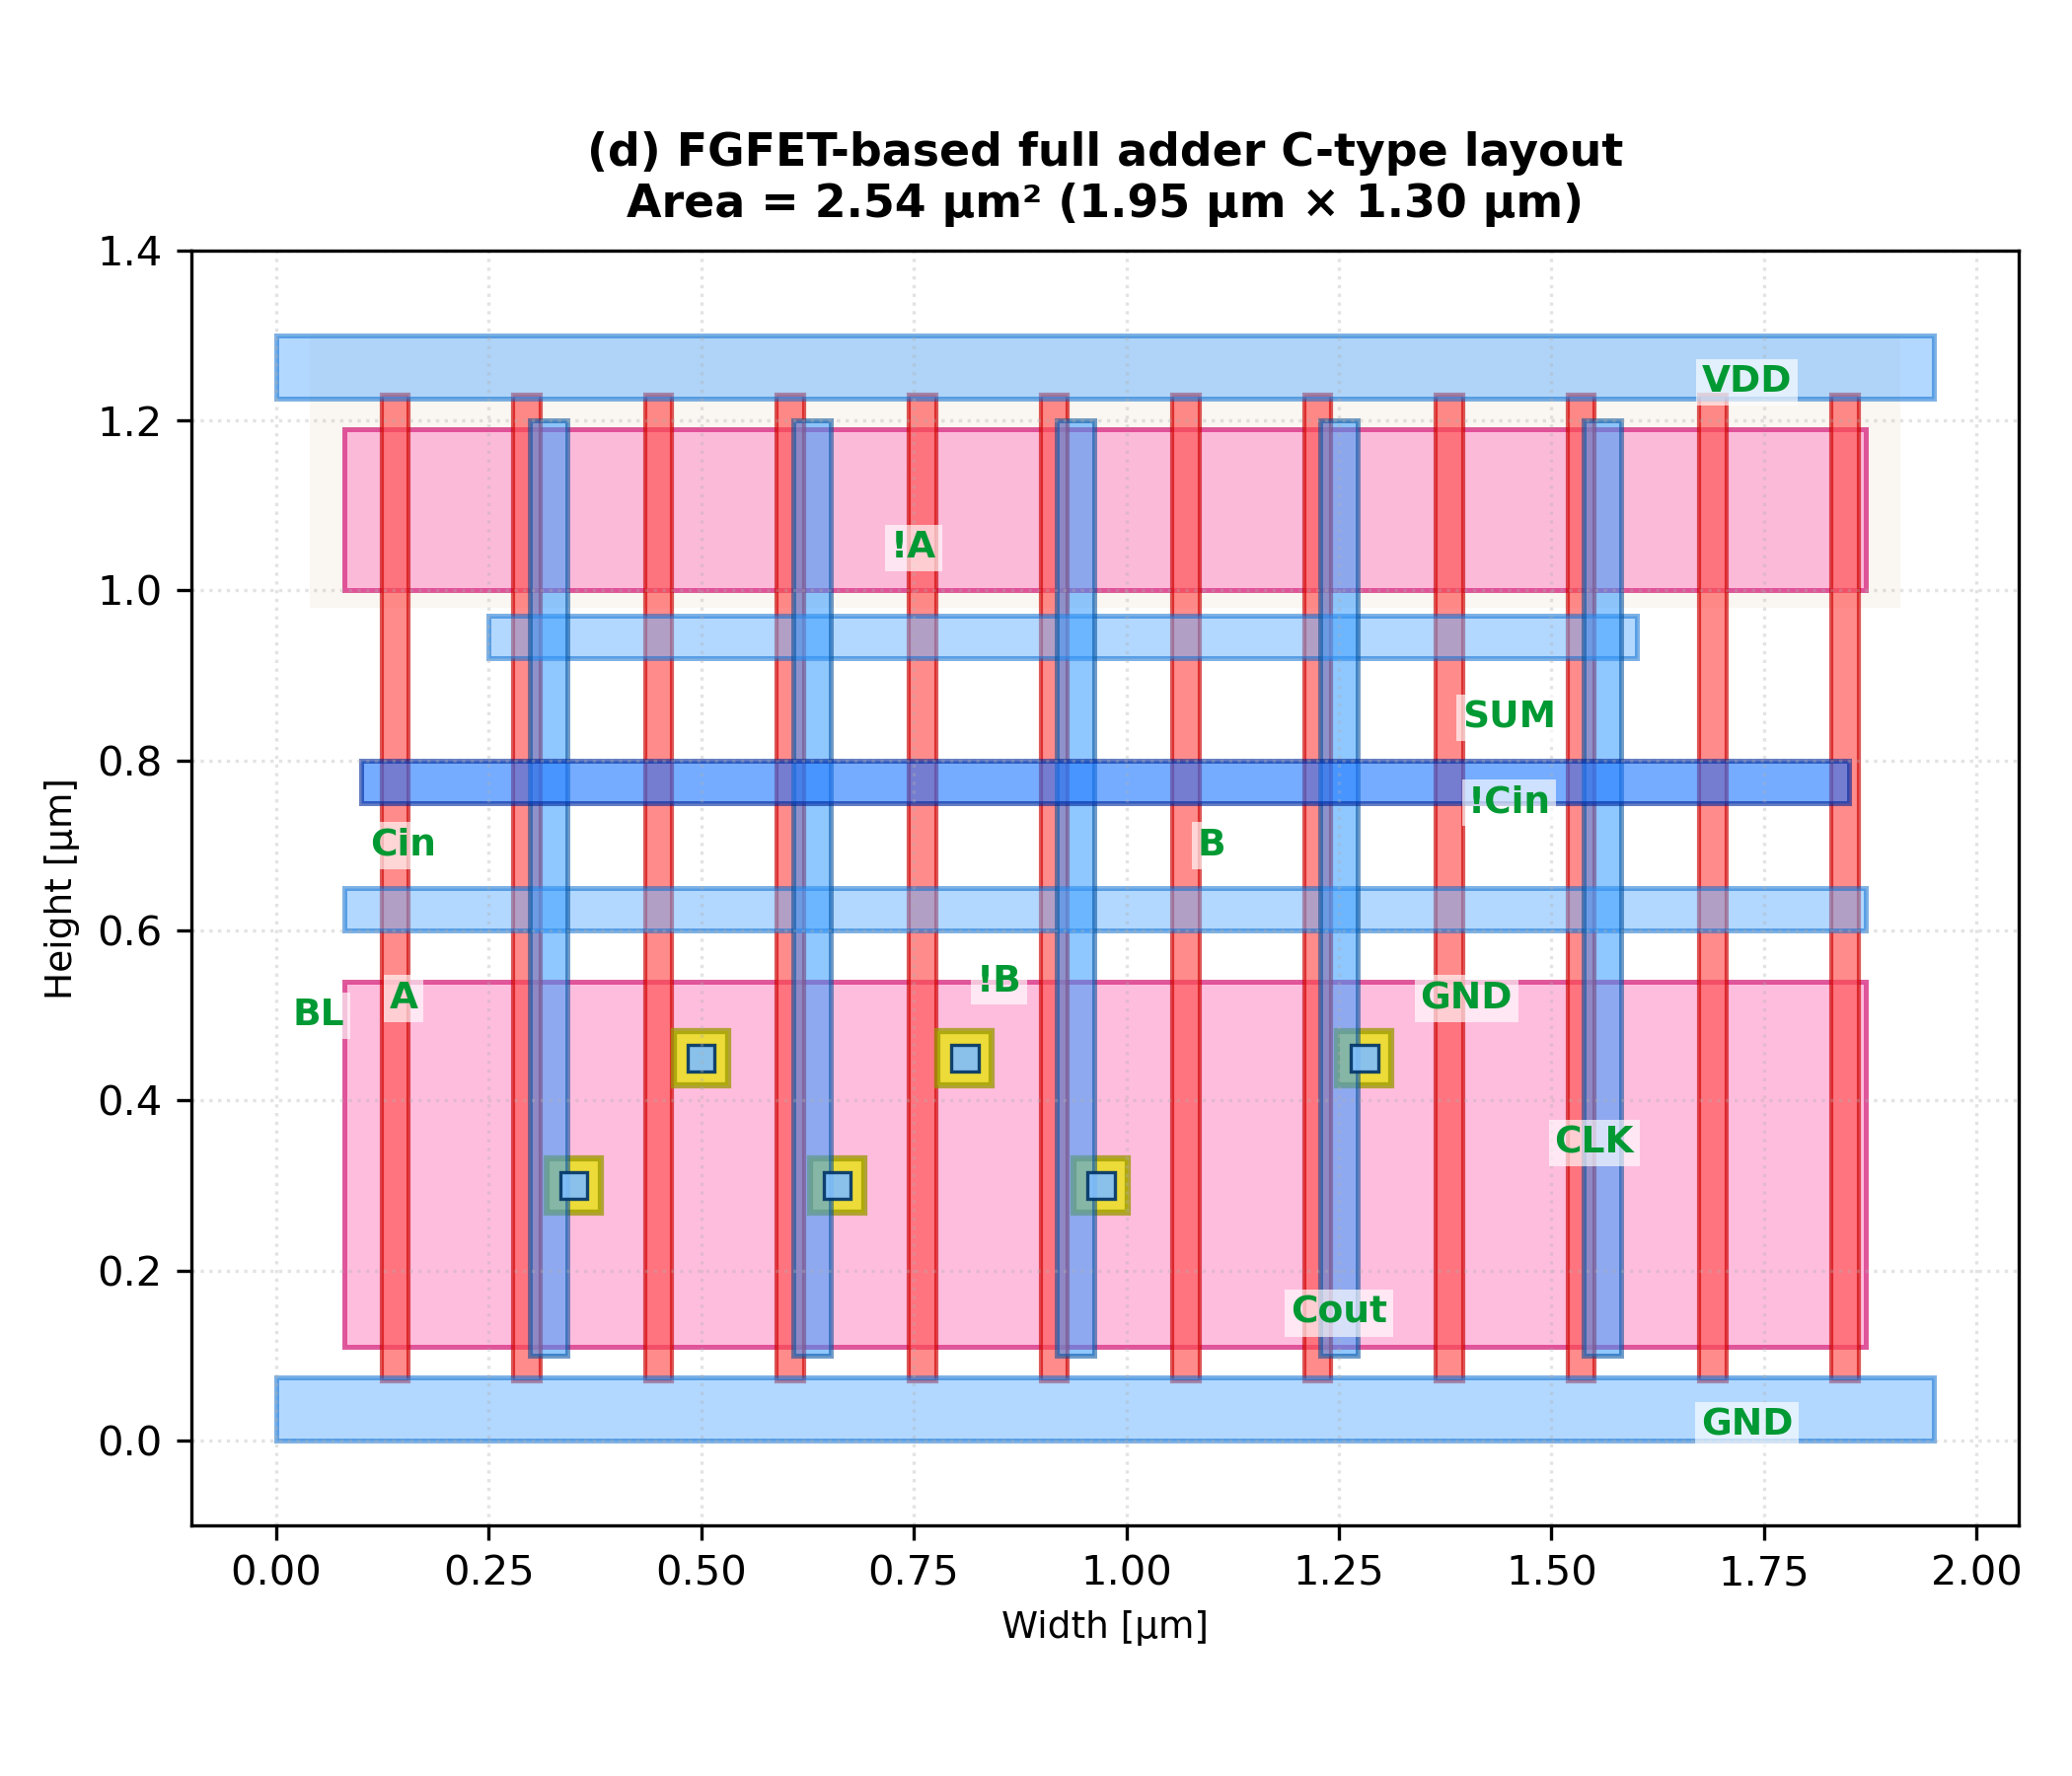 (d) FGFET-based full adder C-type layout
Area = 2.54 µm² (1.95 µm × 1.30 µm)
Height [µm]
1.4
1.2
1.0
0.8
0.6
0.4
0.2
0.0
VDD
!A
SUM
!Cin
Cin
B
!B
A
GND
BL
CLK
Cout
GND
0.00 0.25 0.50 0.75 1.00 1.25 1.50 1.75 2.00
Width [µm]